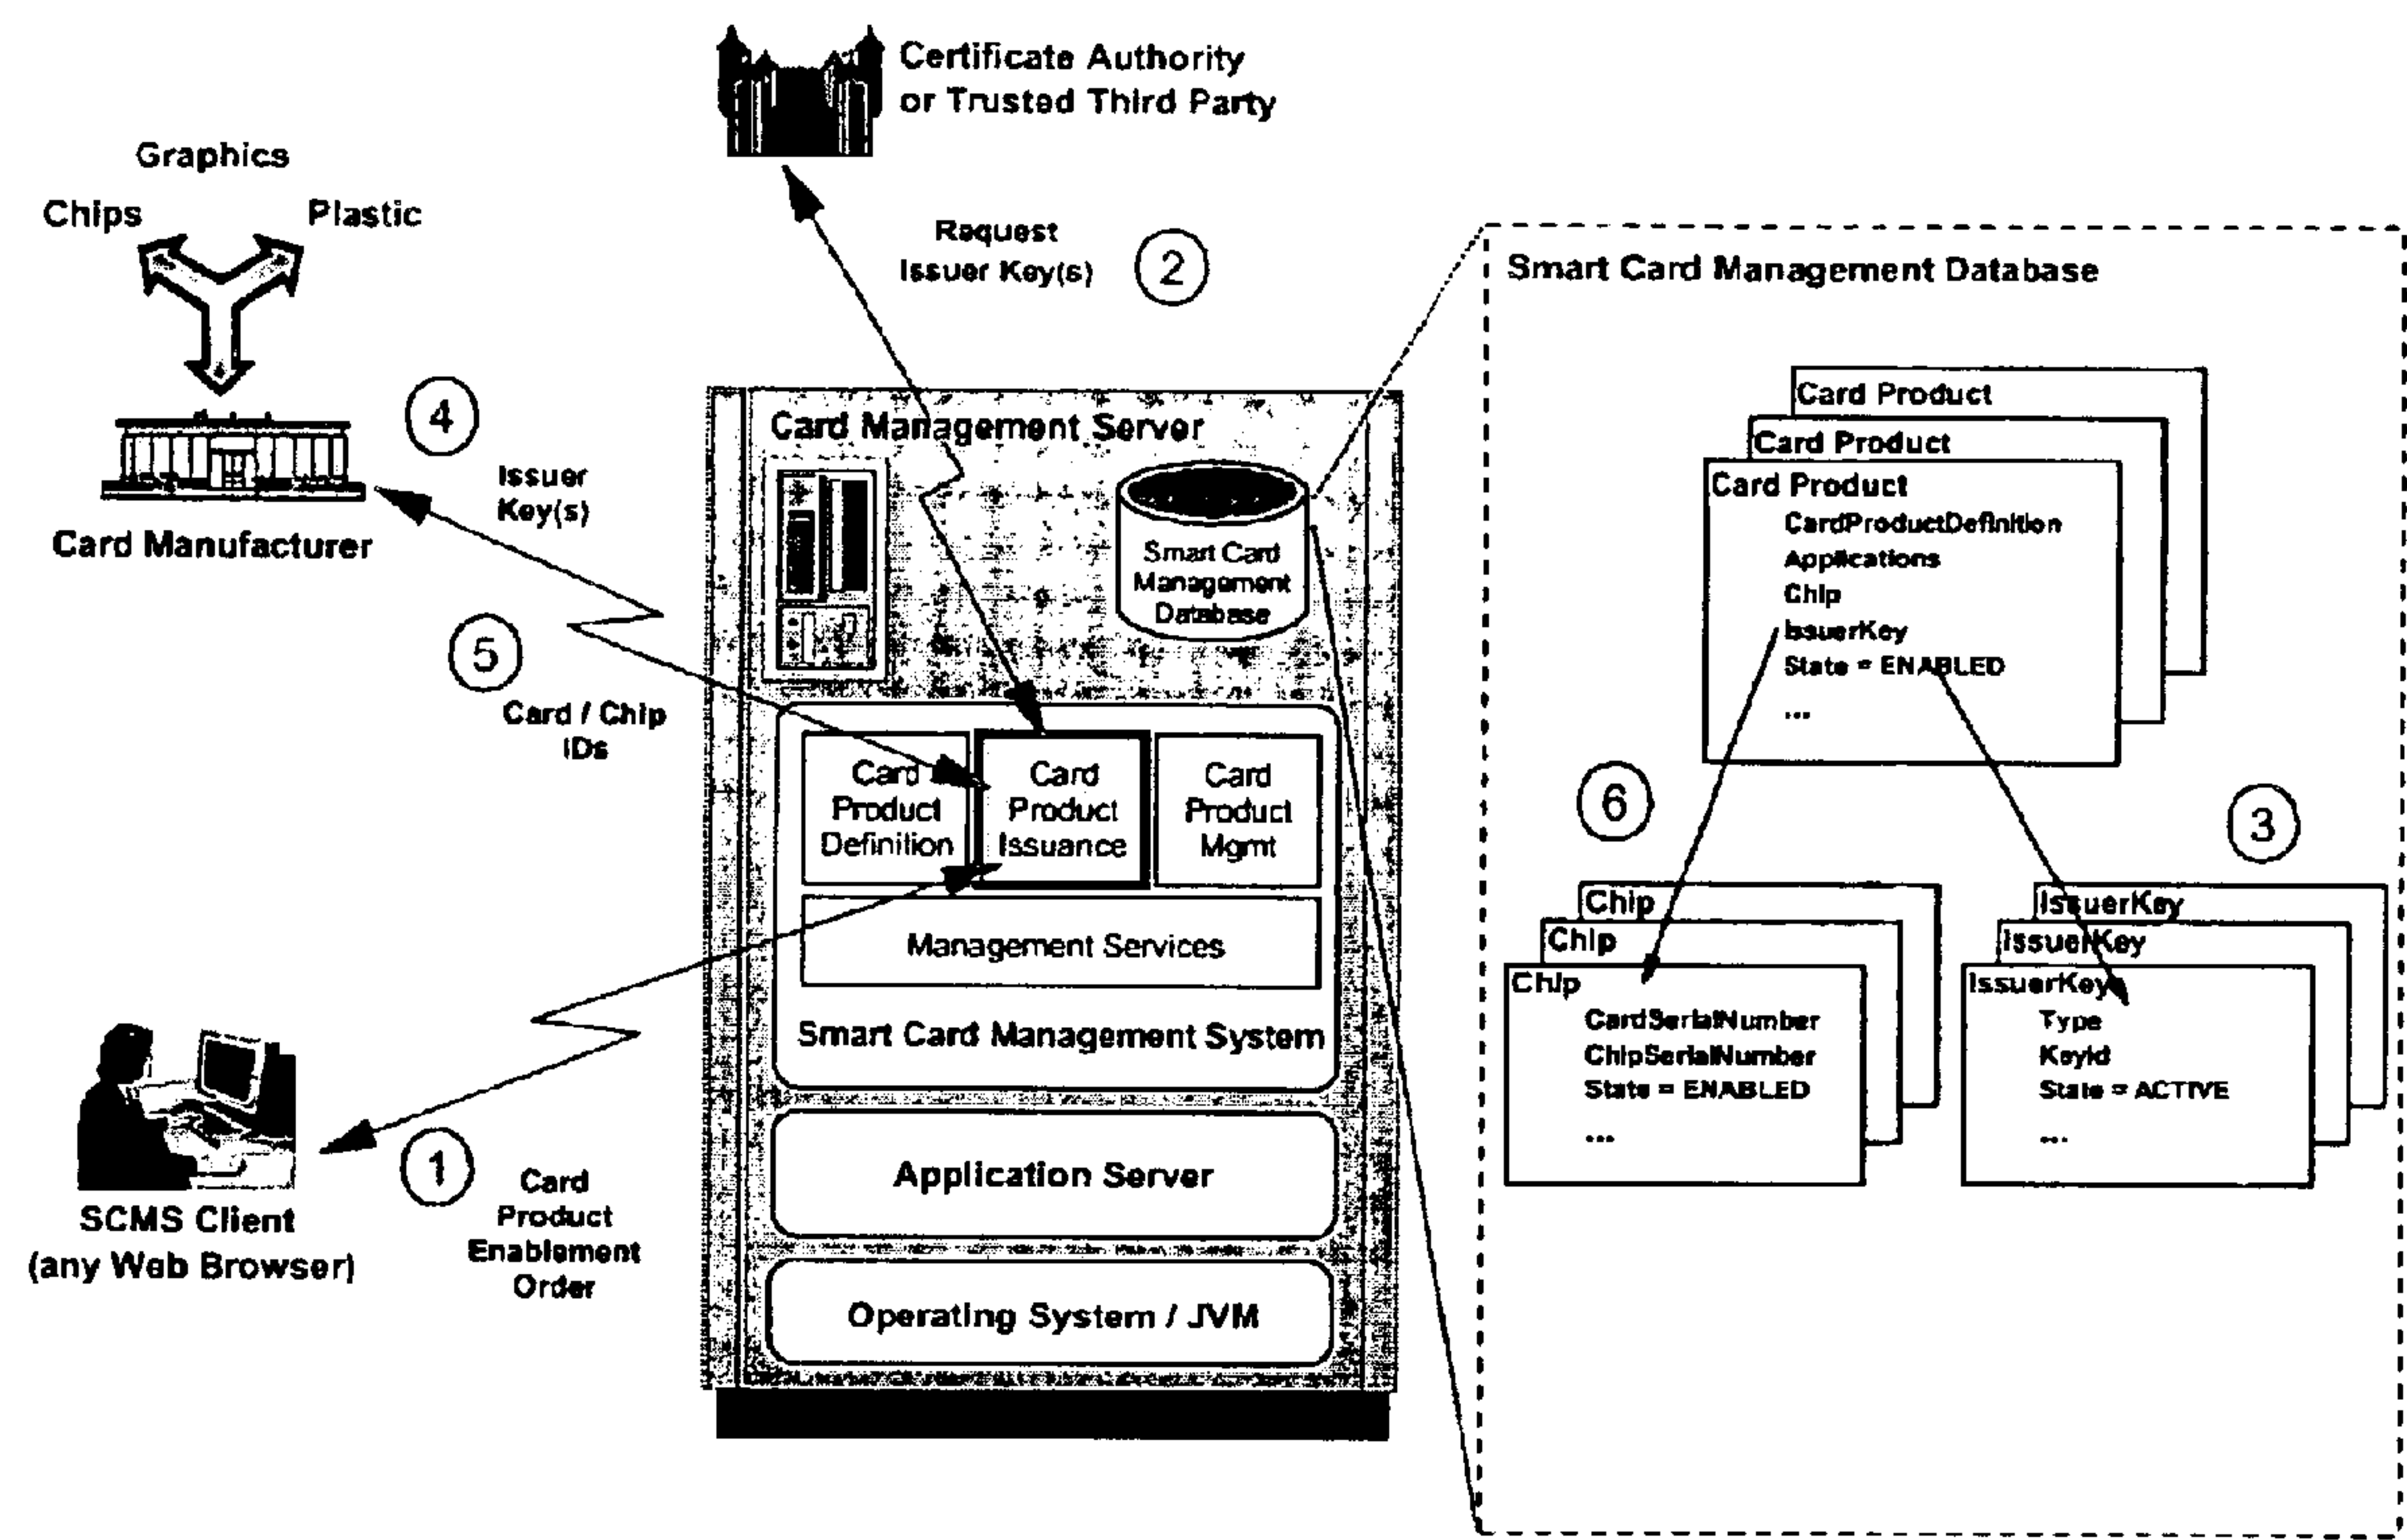 Certificate Authority
or Trusted Third Party
Graphics
Chips
Plastic
Request
Issuer Key(s)
2
4
Issuer
Key(s)
Card Manufacturer
5
Card / Chip
IDs
1
Card
Product
Enablement
Order
SCMS Client
(any Web Browser)
Card Management Server
Smart Card
Management
Database
Card
Product
Definition
Card
Product
Issuance
Card
Product
Mgmt
Management Services
Smart Card Management System
Application Server
Operating System / JVM
Smart Card Management Database
Card Product
Card Product
Card Product
CardProductDefinition
Applications
Chip
IssuerKey
State = ENABLED
...
6
3
Chip
Chip
Chip
CardSerialNumber
ChipSerialNumber
State = ENABLED
...
IssuerKey
IssuerKey
IssuerKey
Type
KeyId
State = ACTIVE
...